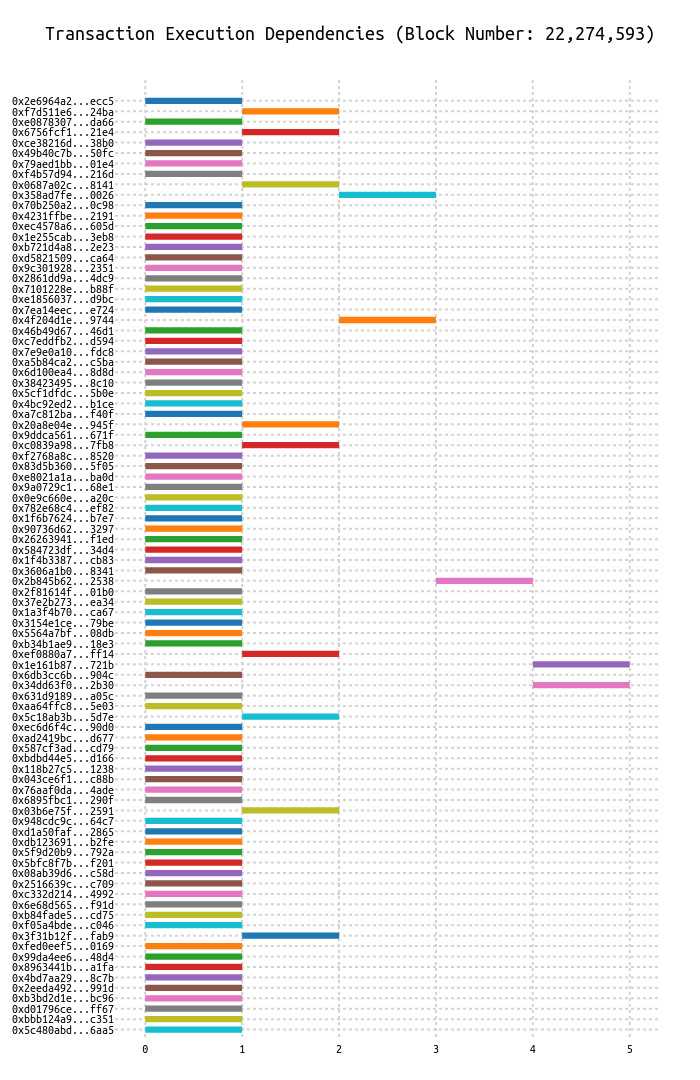 Transaction Execution Dependencies (Block Number: 22,274,593)
0x2e6964a2...ecc5
0xf7d511e6...24ba
0xe0878307...da66
0x6756fcf1...21e4
0xce38216d...38b0
0x49b40c7b...50fc
0x79aed1bb...01e4
0xf4b57d94...216d
0x0687a02c...8141
0x358ad7fe...0026
0x70b250a2...0c98
0x4231ffbe...2191
0xec4578a6...605d
0x1e255cab...3eb8
0xb721d4a8...2e23
0xd5821509...ca64
0x9c301928...2351
0x2861dd9a...4dc9
0x7101228e...b88f
0xe1856037...d9bc
0x7ea14eec...e724
0x4f204d1e...9744
0x46b49d67...46d1
0xc7eddfb2...d594
0x7e9e0a10...fdc8
0xa5b84ca2...c5ba
0x6d100ea4...8d8d
0x38423495...8c10
0x5cf1dfdc...5b0e
0x4bc92ed2...b1ce
0xa7c812ba...f40f
0x20a8e04e...945f
0x9ddca561...671f
0xc0839a98...7fb8
0xf2768a8c...8520
0x83d5b360...5f05
0xe8021a1a...ba0d
0x9a0729c1...68e1
0x0e9c660e...a20c
0x782e68c4...ef82
0x1f6b7624...b7e7
0x90736d62...3297
0x26263941...f1ed
0x584723df...34d4
0x1f4b3387...cb83
0x3606a1b0...8341
0x2b845b62...2538
0x2f81614f...01b0
0x37e2b273...ea34
0x1a3f4b70...ca67
0x3154e1ce...79be
0x5564a7bf...08db
0xb34b1ae9...18e3
0xef0880a7...ff14
0x1e161b87...721b
0x6db3cc6b...904c
0x34dd63f0...2b30
0x631d9189...a05c
0xaa64ffc8...5e03
0x5c18ab3b...5d7e
0xec6d6f4c...90d0
0xad2419bc...d677
0x587cf3ad...cd79
0xbdbd44e5...d166
0x118b27c5...1238
0x043ce6f1...c88b
0x76aaf0da...4ade
0x6895fbc1...290f
0x03b6e75f...2591
0x948cdc9c...64c7
0xd1a50faf...2865
0xdb123691...b2fe
0x5f9d20b9...792a
0x5bfc8f7b...f201
0x08ab39d6...c58d
0x2516639c...c709
0xc332d214...4992
0x6e68d565...f91d
0xb84fade5...cd75
0xf05a4bde...c046
0x3f31b12f...fab9
0xfed0eef5...0169
0x99da4ee6...48d4
0x8963441b...a1fa
0x4bd7aa29...8c7b
0x2eeda492...991d
0xb3bd2d1e...bc96
0xd01796ce...ff67
0xbbb124a9...c351
0x5c480abd...6aa5
0 1 2 3 4 5